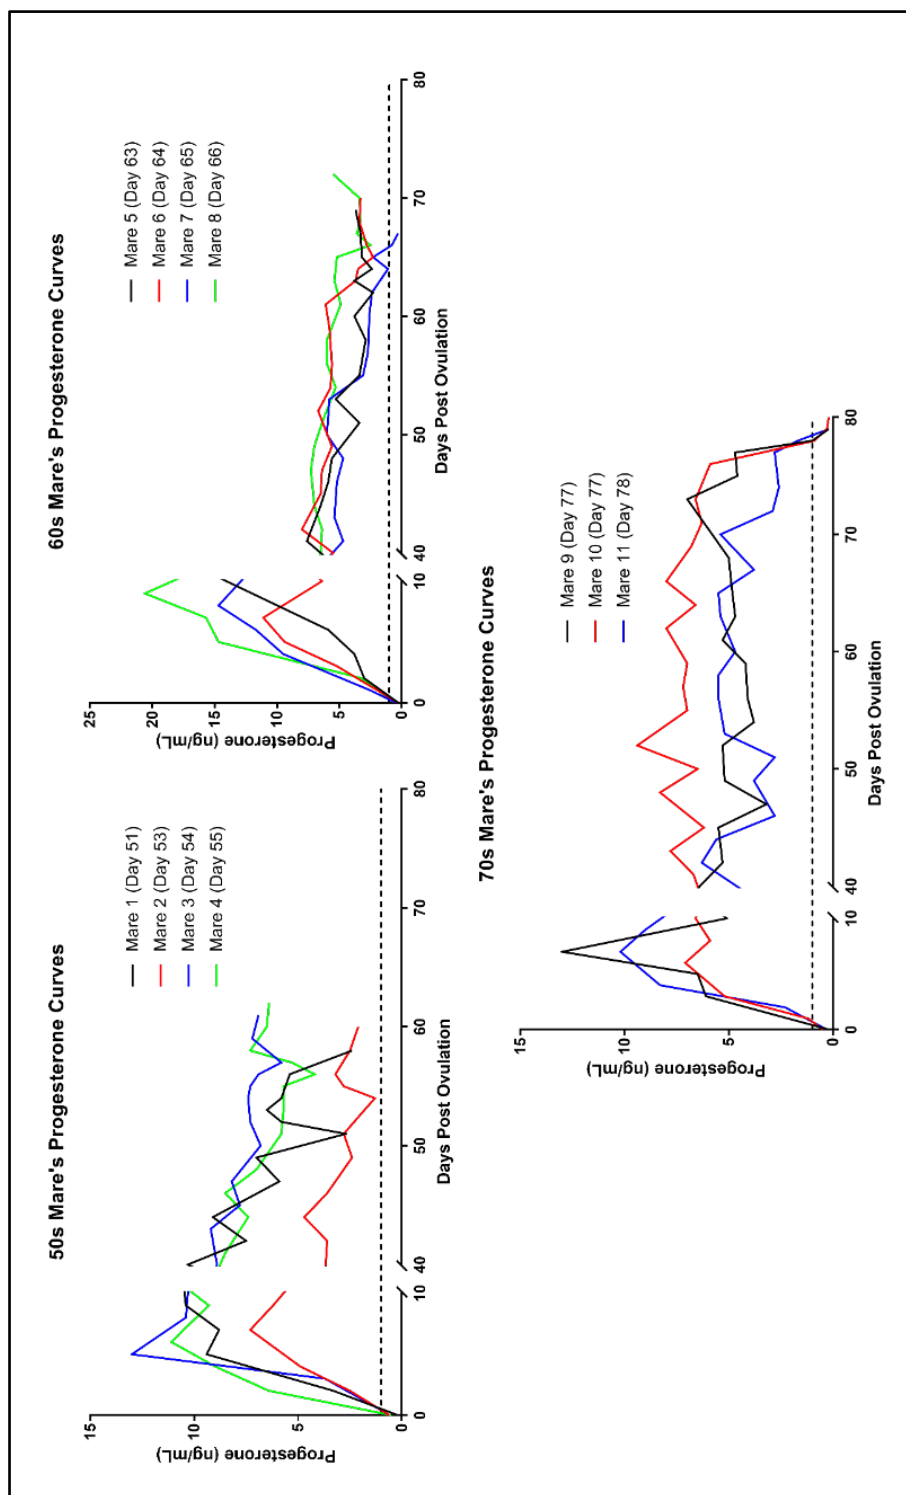 50s Mare's Progesterone Curves
Progesterone (ng/mL)
15
10
5
0
0
10
40
50
60
70
80
Days Post Ovulation
Mare 1 (Day 51)
Mare 2 (Day 53)
Mare 3 (Day 54)
Mare 4 (Day 55)
60s Mare's Progesterone Curves
Progesterone (ng/mL)
25
20
15
10
5
0
0
10
40
50
60
70
80
Days Post Ovulation
Mare 5 (Day 63)
Mare 6 (Day 64)
Mare 7 (Day 65)
Mare 8 (Day 66)
70s Mare's Progesterone Curves
Progesterone (ng/mL)
15
10
5
0
0
10
40
50
60
70
80
Days Post Ovulation
Mare 9 (Day 77)
Mare 10 (Day 77)
Mare 11 (Day 78)